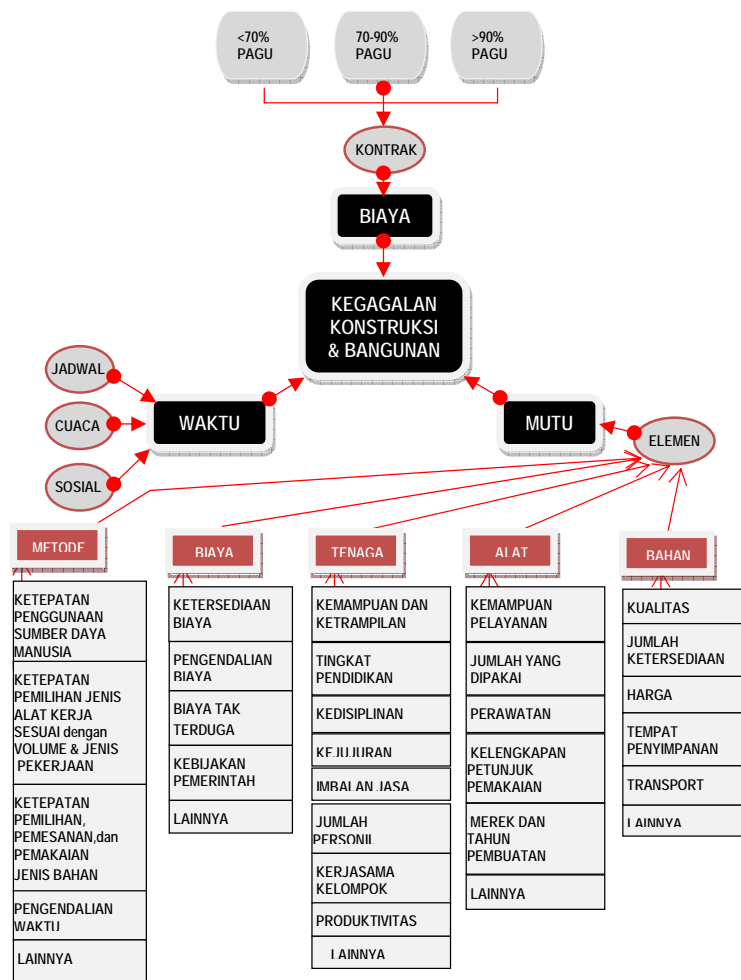 <70%
PAGU
70-90%
PAGU
>90%
PAGU
KONTRAK
BIAYA
KEGAGALAN
KONSTRUKSI
& BANGUNAN
JADWAL
CUACA
SOSIAL
WAKTU
MUTU
ELEMEN
METODE
KETEPATAN
PENGGUNAAN
SUMBER DAYA
MANUSIA
KETEPATAN
PEMILIHAN JENIS
ALAT KERJA
SESUAI dengan
VOLUME & JENIS
PEKERJAAN
KETEPATAN
PEMILIHAN,
PEMESANAN,dan
PEMAKAIAN
JENIS BAHAN
PENGENDALIAN
WAKTU
LAINNYA
BIAYA
KETERSEDIAAN
BIAYA
PENGENDALIAN
BIAYA
BIAYA TAK
TERDUGA
KEBIJAKAN
PEMERINTAH
LAINNYA
TENAGA
KEMAMPUAN DAN
KETRAMPILAN
TINGKAT
PENDIDIKAN
KEDISIPLINAN
KEJUJURAN
IMBALAN JASA
JUMLAH
PERSONIL
KERJASAMA
KELOMPOK
PRODUKTIVITAS
LAINNYA
ALAT
KEMAMPUAN
PELAYANAN
JUMLAH YANG
DIPAKAI
PERAWATAN
KELENGKAPAN
PETUNJUK
PEMAKAIAN
MEREK DAN
TAHUN
PEMBUATAN
LAINNYA
BAHAN
KUALITAS
JUMLAH
KETERSEDIAAN
HARGA
TEMPAT
PENYIMPANAN
TRANSPORT
LAINNYA